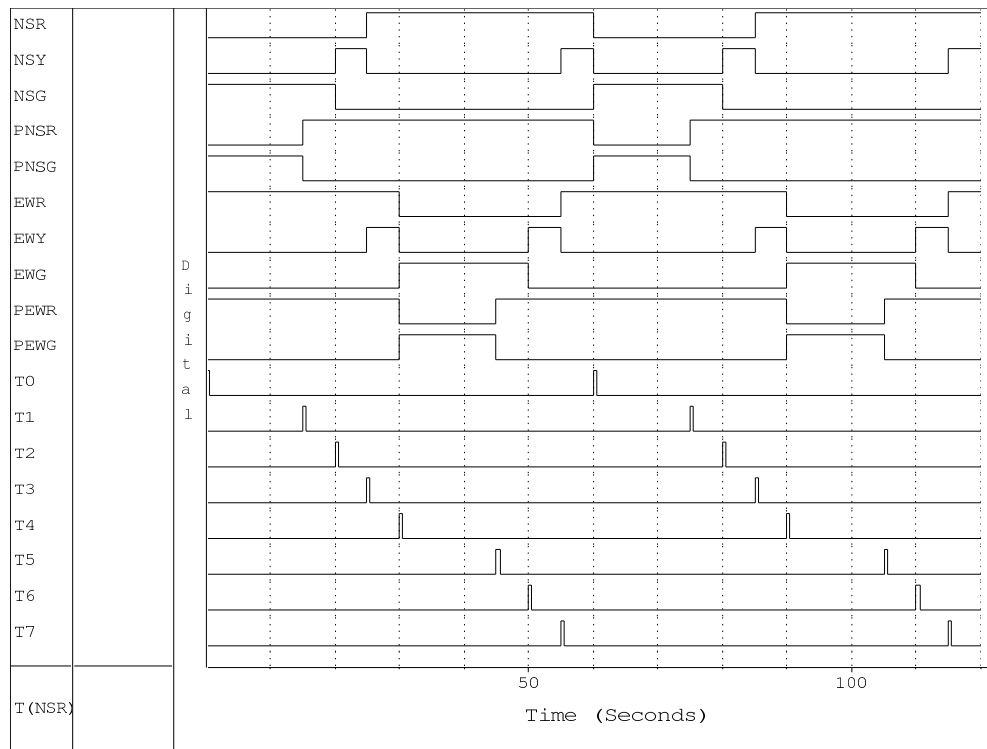 NSR
NSY
NSG
PNSR
PNSG
EWR
EWY
EWG
PEWR
PEWG
T0
T1
T2
T3
T4
T5
T6
T7
T(NSR)
Digital
50
100
Time (Seconds)